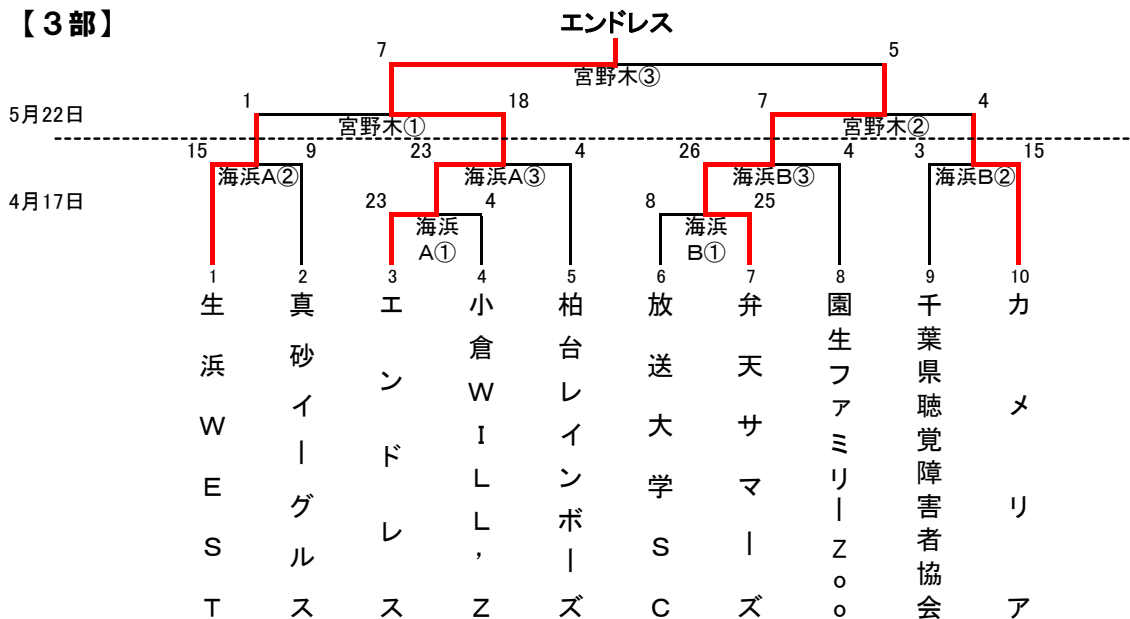 【３部】
エンドレス
7
5
宮野木③
5月22日
1
18
7
4
宮野木①
宮野木②
15
9
23
4
26
4
3
15
海浜A②
海浜A③
海浜B③
海浜B②
4月17日
23
4
8
25
海浜
A①
海浜
B①
1
2
3
4
5
6
7
8
9
10
生浜ＷＥＳＴ
真砂イーグルス
エンドレス
小倉ＷＩＬＬ’Ｚ
柏台レインボーズ
放送大学ＳＣ
弁天サマーズ
園生ファミリーＺｏｏ
千葉県聴覚障害者協会
カメリア